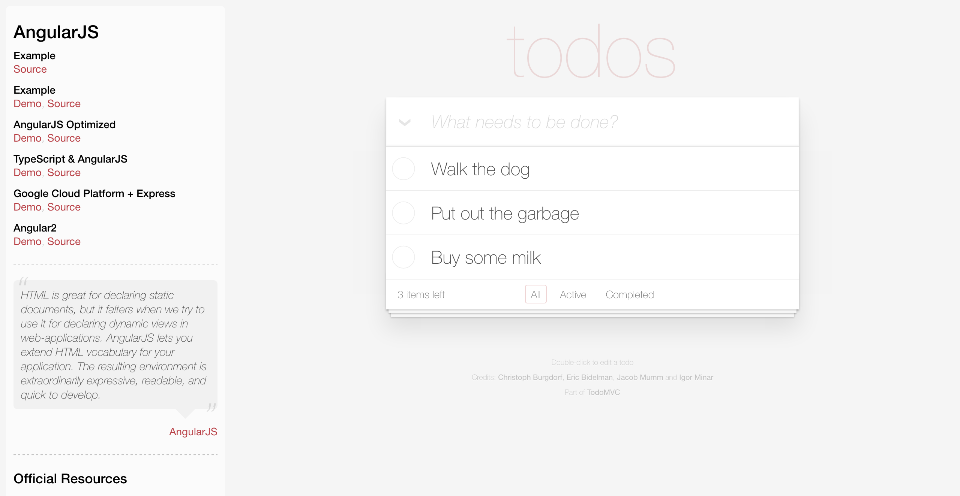 AngularJS
Example
Source
Example
Demo, Source
AngularJS Optimized
Demo, Source
TypeScript & AngularJS
Demo, Source
Google Cloud Platform + Express
Demo, Source
Angular2
Demo, Source
“
HTML is great for declaring static
documents, but it falters when we try to
use it for declaring dynamic views in
web-applications. AngularJS lets you
extend HTML vocabulary for your
application. The resulting environment is
extraordinarily expressive, readable, and
quick to develop.
”
AngularJS
Official Resources
todos
What needs to be done?
Walk the dog
Put out the garbage
Buy some milk
3 items left
All
Active
Completed
Double-click to edit a todo
Credits: Christoph Burgdorf, Eric Bidelman, Jacob Mumm and Igor Minar
Part of TodoMVC